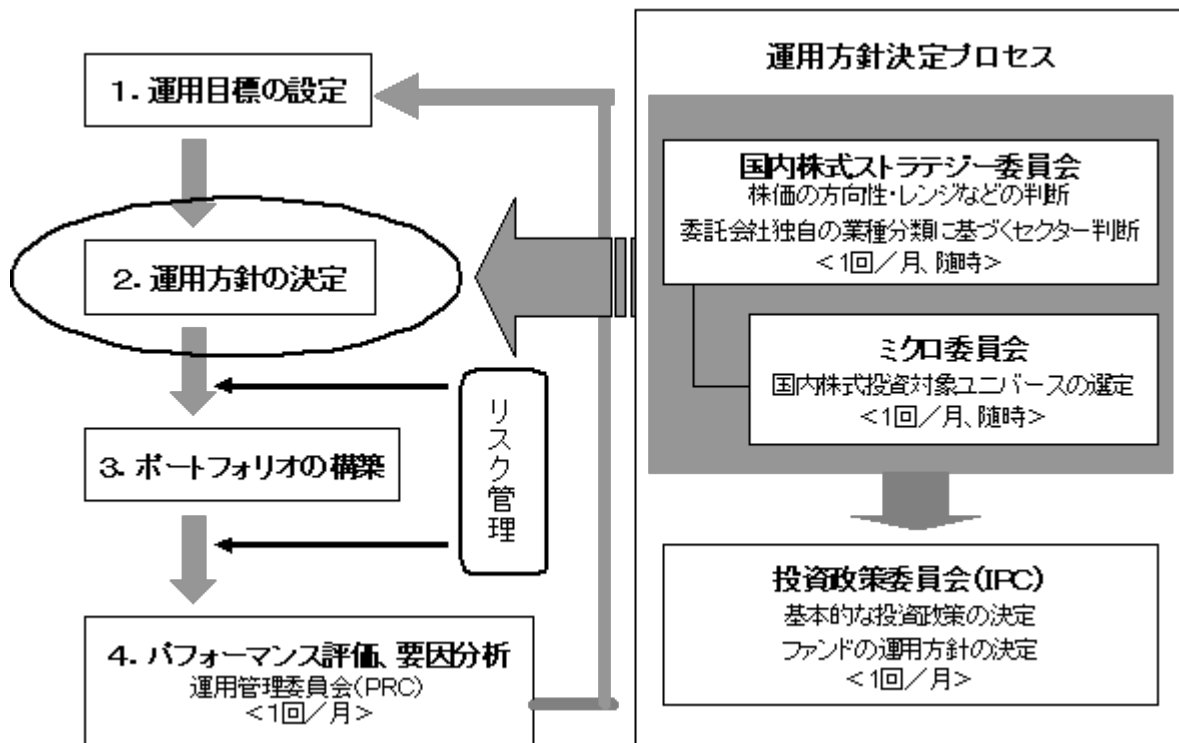 1. 運用目標の設定
2. 運用方針の決定
リスク管理
3. ポートフォリオの構築
4. パフォーマンス評価、要因分析
運用管理委員会(PRC)
＜1回／月＞
運用方針決定プロセス
国内株式ストラテジー委員会
株価の方向性・レンジなどの判断
委託会社独自の業種分類に基づくセクター判断
＜1回／月、随時＞
ミクロ委員会
国内株式投資対象ユニバースの選定
＜1回／月、随時＞
投資政策委員会(IPC)
基本的な投資政策の決定
ファンドの運用方針の決定
＜1回／月＞